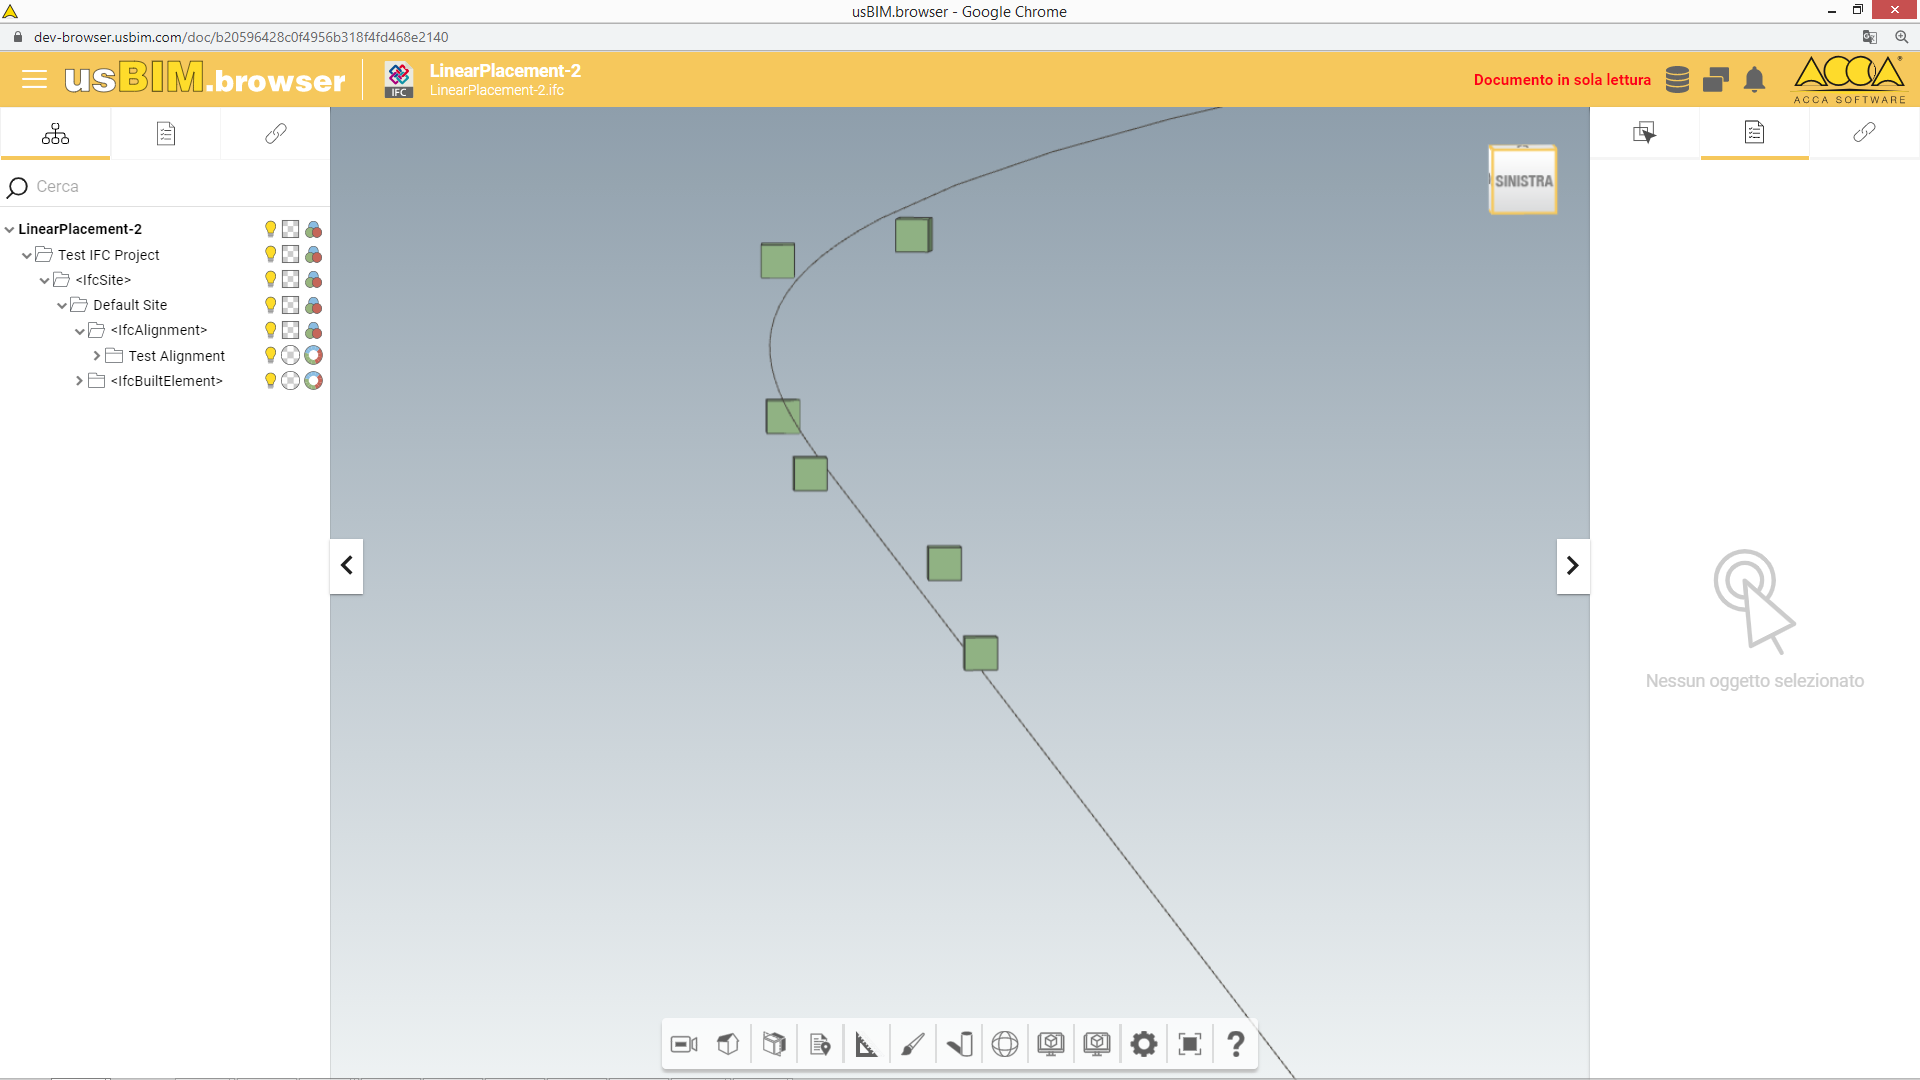 usBIM.browser - Google Chrome
dev-browser.usbim.com/doc/b20596428c0f4956b318f4fd468e2140
usBIM.browser
IFC
LinearPlacement-2
LinearPlacement-2.ifc
Documento in sola lettura
ACCA
ACCA SOFTWARE
Cerca
LinearPlacement-2
Test IFC Project
<IfcSite>
Default Site
<IfcAlignment>
Test Alignment
<IfcBuiltElement>
SINISTRA
Nessun oggetto selezionato